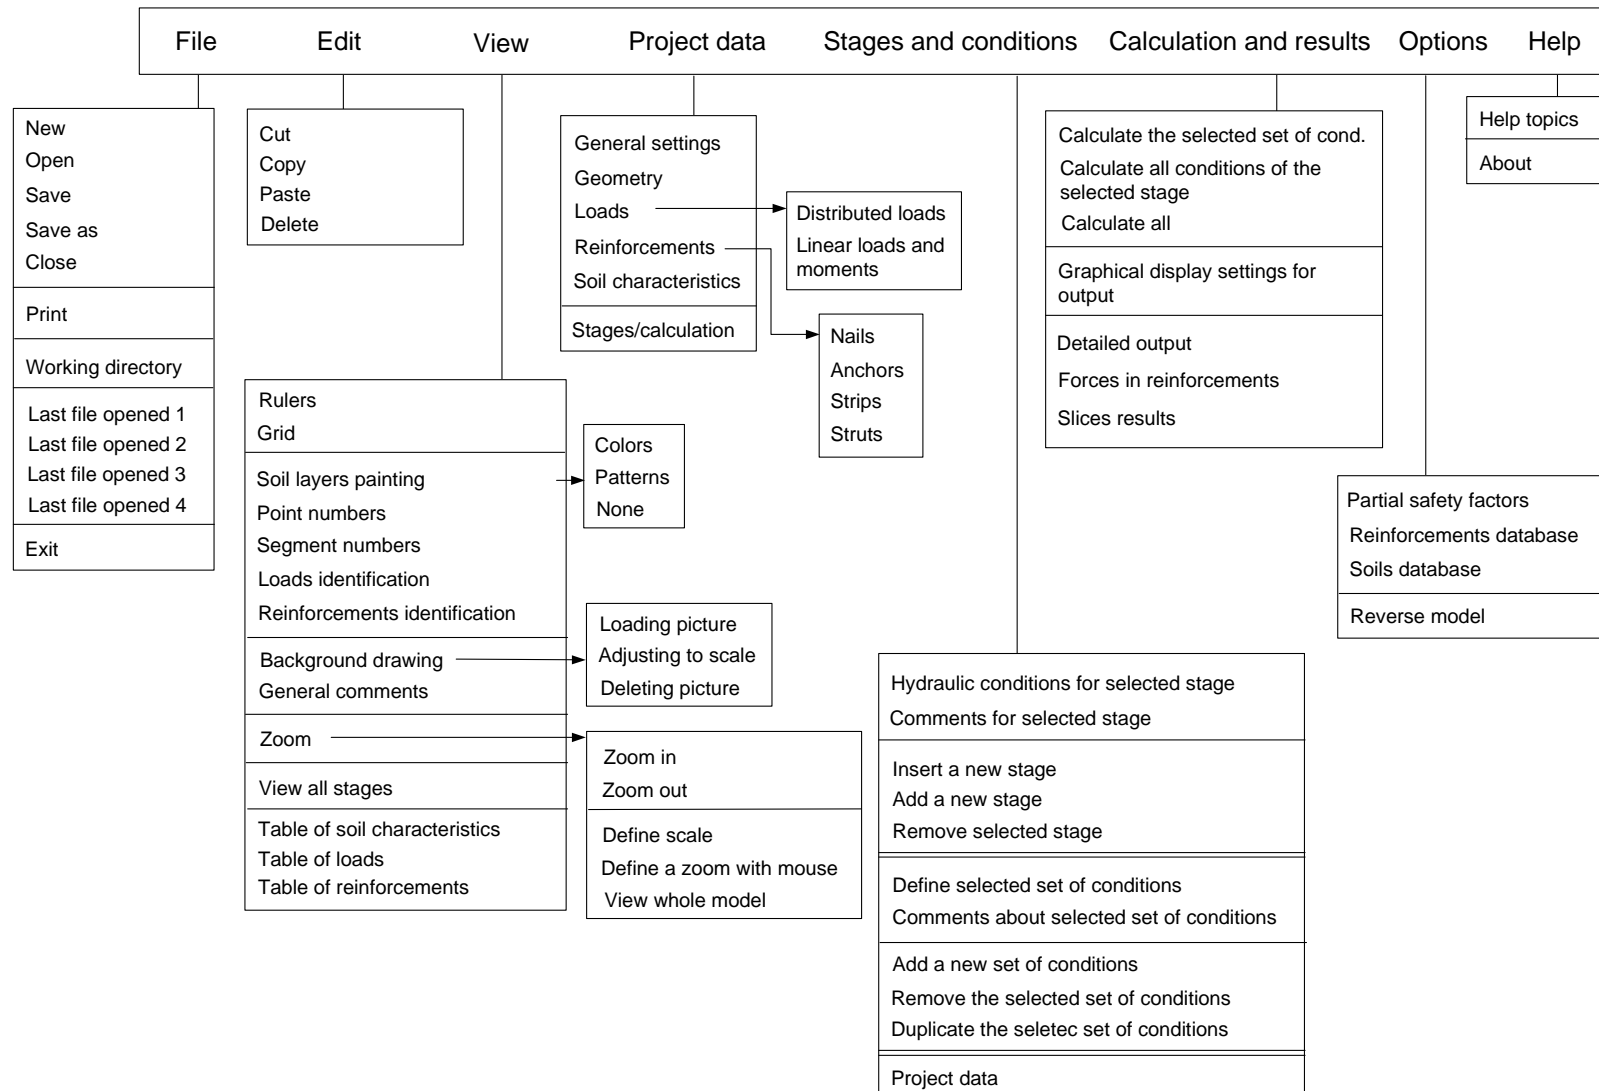 File Edit View Project data Stages and conditions Calculation and results Options Help
New
Open
Save
Save as
Close
Print
Working directory
Last file opened 1
Last file opened 2
Last file opened 3
Last file opened 4
Exit
Cut
Copy
Paste
Delete
Rulers
Grid
Soil layers painting
Point numbers
Segment numbers
Loads identification
Reinforcements identification
Background drawing
General comments
Zoom
View all stages
Table of soil characteristics
Table of loads
Table of reinforcements
Colors
Patterns
None
Loading picture
Adjusting to scale
Deleting picture
Zoom in
Zoom out
Define scale
Define a zoom with mouse
View whole model
General settings
Geometry
Loads
Reinforcements
Soil characteristics
Stages/calculation
Distributed loads
Linear loads and
moments
Nails
Anchors
Strips
Struts
Hydraulic conditions for selected stage
Comments for selected stage
Insert a new stage
Add a new stage
Remove selected stage
Define selected set of conditions
Comments about selected set of conditions
Add a new set of conditions
Remove the selected set of conditions
Duplicate the seletec set of conditions
Project data
Calculate the selected set of cond.
Calculate all conditions of the
selected stage
Calculate all
Graphical display settings for
output
Detailed output
Forces in reinforcements
Slices results
Partial safety factors
Reinforcements database
Soils database
Reverse model
Help topics
About